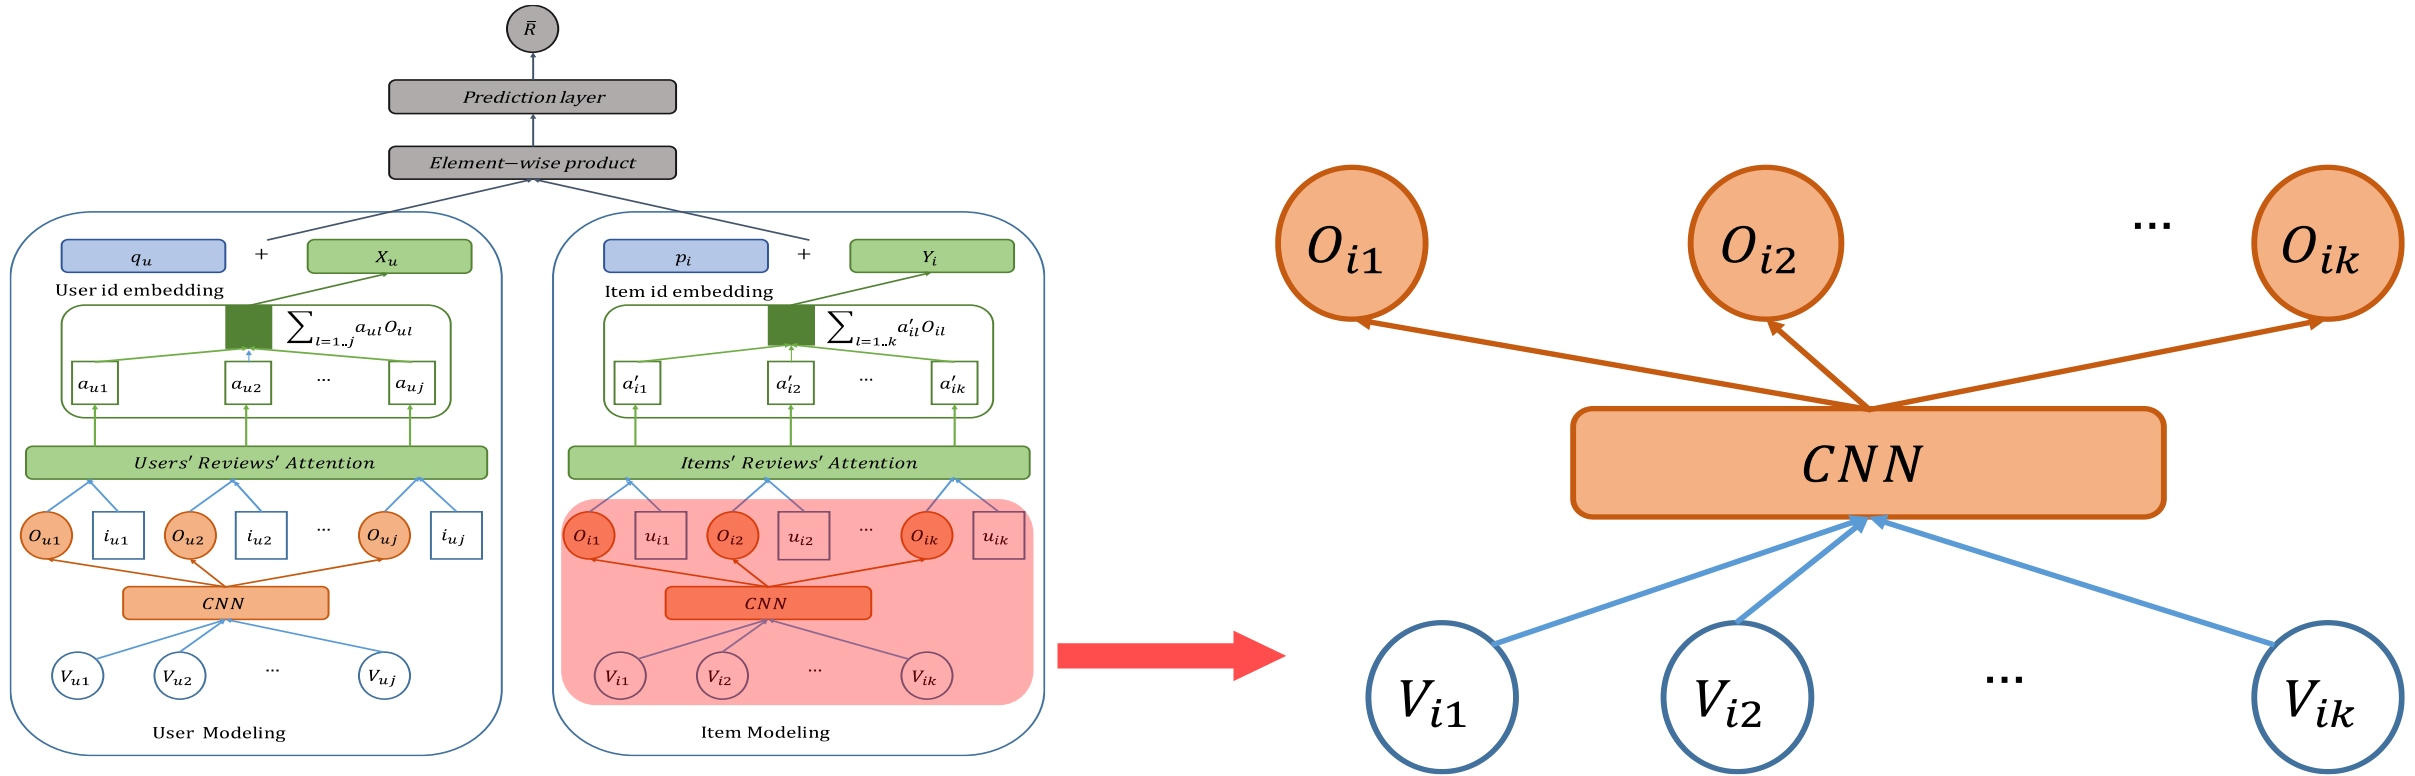 R̄
Prediction layer
Element−wise product
q_u + X_u
User id embedding
∑_{l=1..j} a_{ul}O_{ul}
a_{u1} a_{u2} ... a_{uj}
Users′ Reviews′ Attention
O_{u1} i_{u1} O_{u2} i_{u2} ... O_{uj} i_{uj}
CNN
V_{u1} V_{u2} ... V_{uj}
User Modeling
p_i + Y_i
Item id embedding
∑_{l=1..k} a′_{il}O_{il}
a′_{i1} a′_{i2} ... a′_{ik}
Items′ Reviews′ Attention
O_{i1} u_{i1} O_{i2} u_{i2} ... O_{ik} u_{ik}
CNN
V_{i1} V_{i2} ... V_{ik}
Item Modeling
O_{i1} O_{i2} ... O_{ik}
CNN
V_{i1} V_{i2} ... V_{ik}